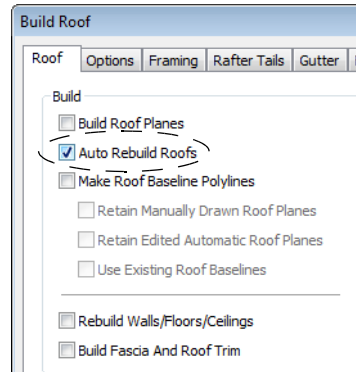 Build Roof
Roof Options Framing Rafter Tails Gutter
Build
Build Roof Planes
Auto Rebuild Roofs
Make Roof Baseline Polylines
Retain Manually Drawn Roof Planes
Retain Edited Automatic Roof Planes
Use Existing Roof Baselines
Rebuild Walls/Floors/Ceilings
Build Fascia And Roof Trim